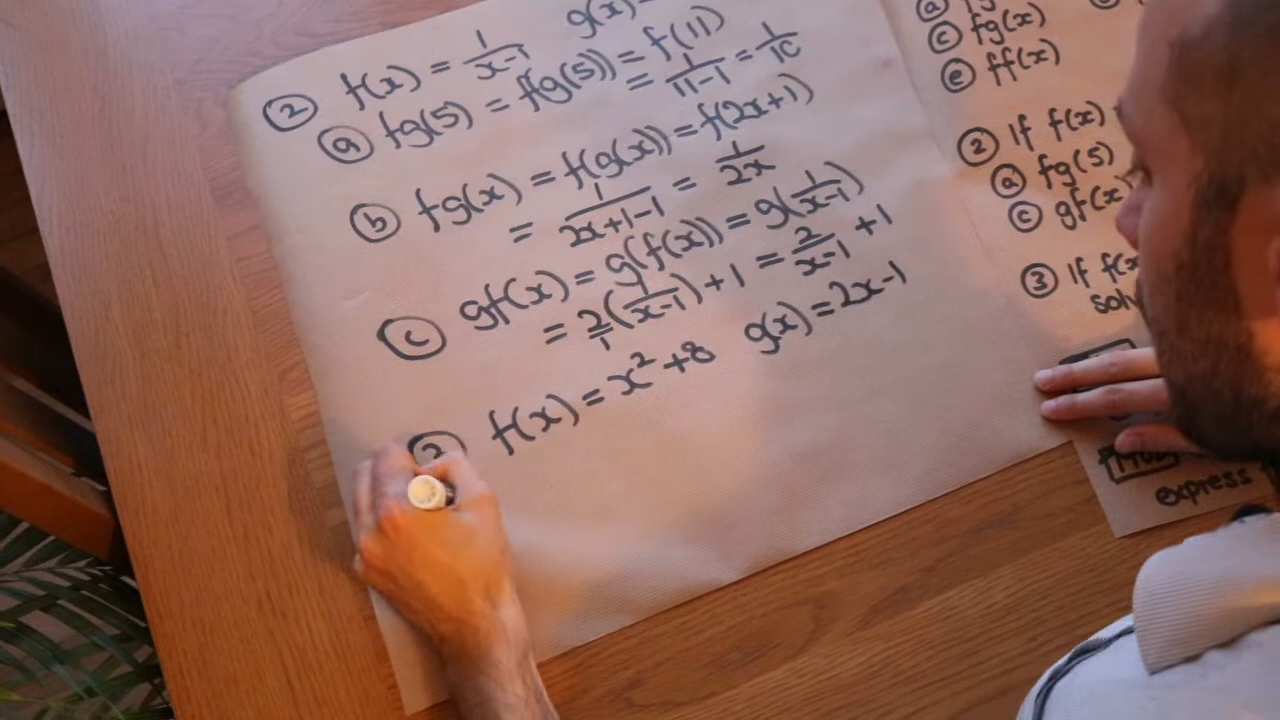 ② f(x) = 1/x-1 g(x) =
ⓐ fg(5) = f(g(5)) = f(11)
= 1/11-1 = 1/10
ⓑ fg(x) = f(g(x)) = f(2x+1)
= 1/2x+1-1 = 1/2x
ⓒ gf(x) = g(f(x)) = g(1/x-1)
= 2/1(1/x-1)+1 = 2/x-1 +1
f(x) = x²+8 g(x) = 2x-1
ⓐ
ⓒ fg(x)
ⓔ ff(x)
② If f(x)
ⓐ fg(5)
ⓒ gf(x
③ If f(x
solv
express